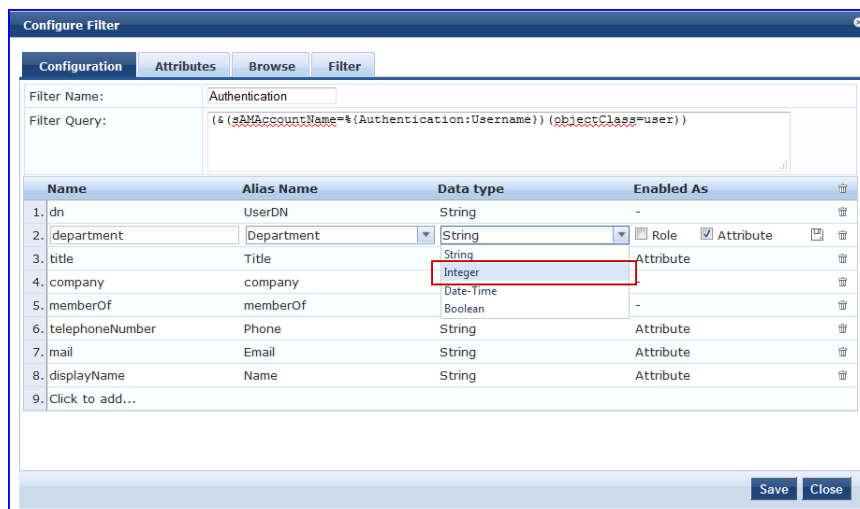 Configure Filter
Configuration Attributes Browse Filter
Filter Name: Authentication
Filter Query: (&(sAMAccountName=%{Authentication:Username})(objectClass=user))
Name Alias Name Data type Enabled As
1. dn UserDN String -
2. department Department String Role Attribute
3. title Title String Attribute
Integer
4. company company -
Date-Time
5. memberOf memberOf Boolean -
6. telephoneNumber Phone String Attribute
7. mail Email String Attribute
8. displayName Name String Attribute
9. Click to add...
Save Close